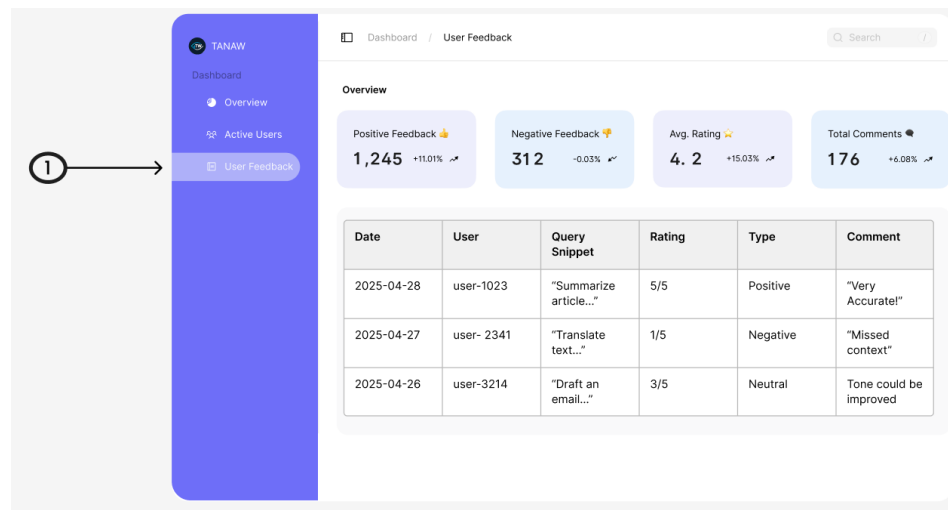 TANAW
Dashboard
Overview
Active Users
1
User Feedback
Dashboard / User Feedback
Search /
Overview
Positive Feedback 👍
1,245 +11.01%
Negative Feedback 👎
312 -0.03%
Avg. Rating ⭐
4. 2 +15.03%
Total Comments 🗨
176 +6.08%
Date User Query Rating Type Comment
Snippet
2025-04-28 user-1023 “Summarize 5/5 Positive “Very
article...” Accurate!”
2025-04-27 user- 2341 “Translate 1/5 Negative “Missed
text...” context”
2025-04-26 user-3214 “Draft an 3/5 Neutral Tone could be
email...” improved